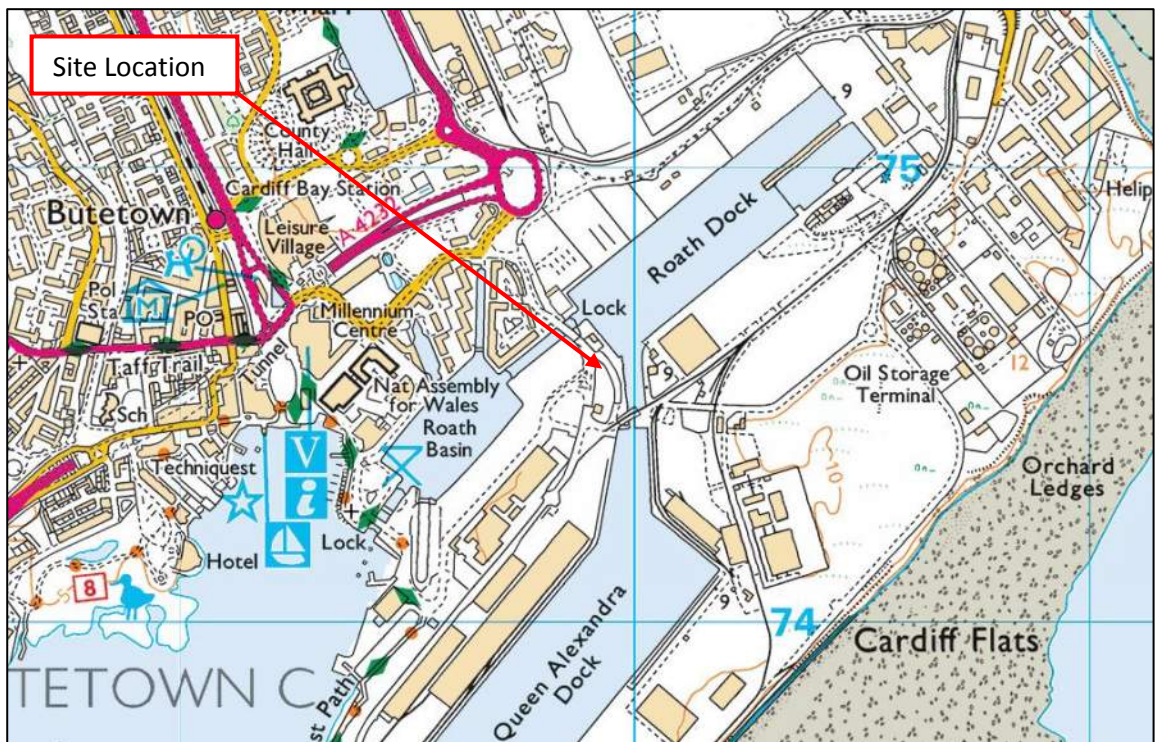 Site Location
County
Hall
Cardiff Bay Station
Butetown
Leisure
Village
A 4232
Pol
Sta
M
PO
Millennium
Centre
Taff Trail
Tunnel
Sch
Nat Assembly
for Wales
Roath
Basin
Techniquest
V
i
Hotel
Lock
8
Lock
Roath Dock
9
75
Helip
9
Oil Storage
Terminal
12
10
Orchard
Ledges
9
74
Cardiff Flats
Queen Alexandra
Dock
TETOWN C
st Path